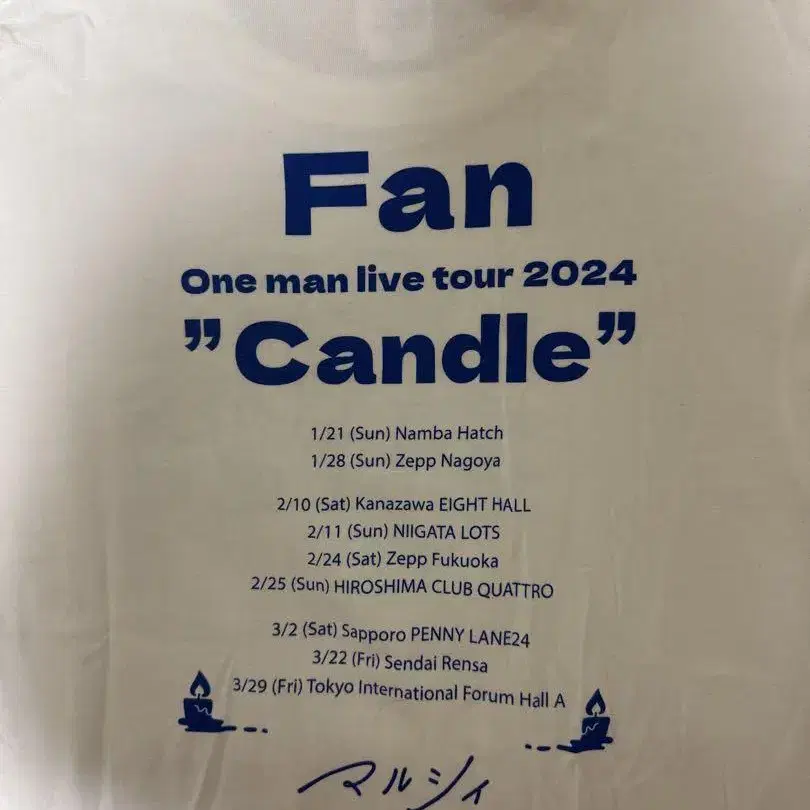 Fan
One man live tour 2024
”Candle”
1/21 (Sun) Namba Hatch
1/28 (Sun) Zepp Nagoya
2/10 (Sat) Kanazawa EIGHT HALL
2/11 (Sun) NIIGATA LOTS
2/24 (Sat) Zepp Fukuoka
2/25 (Sun) HIROSHIMA CLUB QUATTRO
3/2 (Sat) Sapporo PENNY LANE24
3/22 (Fri) Sendai Rensa
3/29 (Fri) Tokyo International Forum Hall A
マルシィ